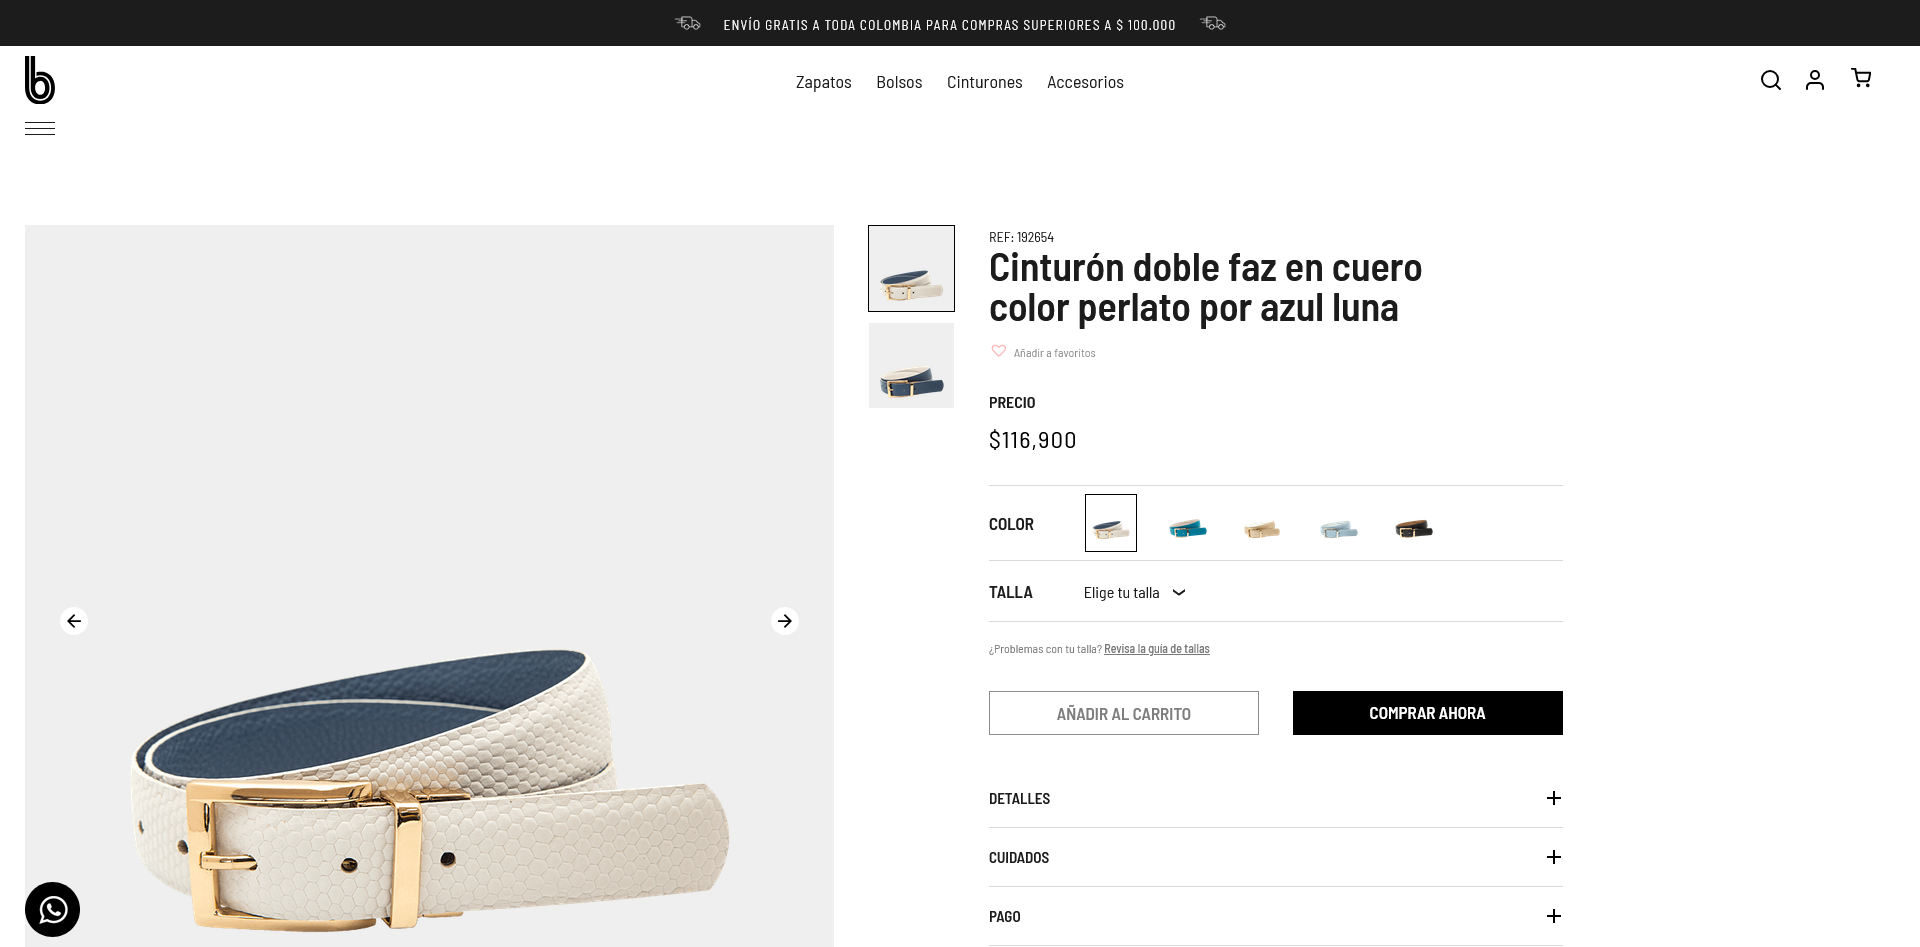 ENVÍO GRATIS A TODA COLOMBIA PARA COMPRAS SUPERIORES A $ 100.000
b
Zapatos Bolsos Cinturones Accesorios
REF: 192654
Cinturón doble faz en cuero
color perlato por azul luna
Añadir a favoritos
PRECIO
$116,900
COLOR
TALLA Elige tu talla
¿Problemas con tu talla? Revisa la guía de tallas
AÑADIR AL CARRITO COMPRAR AHORA
DETALLES
CUIDADOS
PAGO